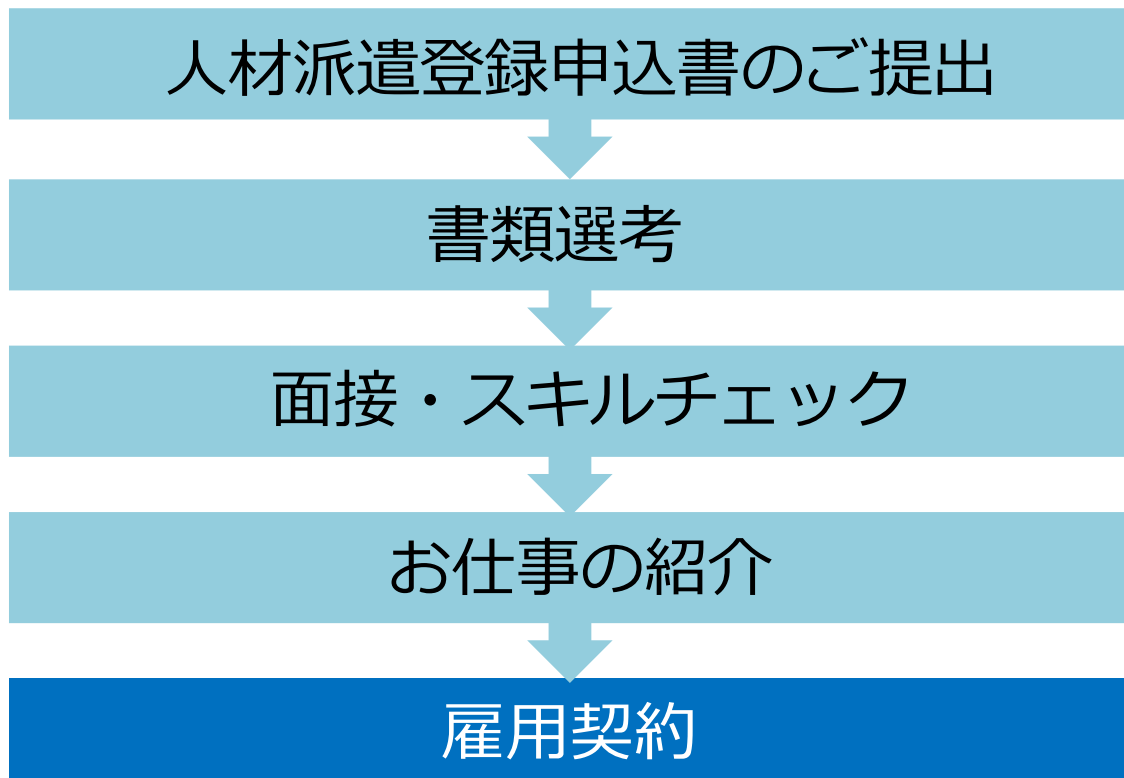 人材派遣登録申込書のご提出
書類選考
面接・スキルチェック
お仕事の紹介
雇用契約